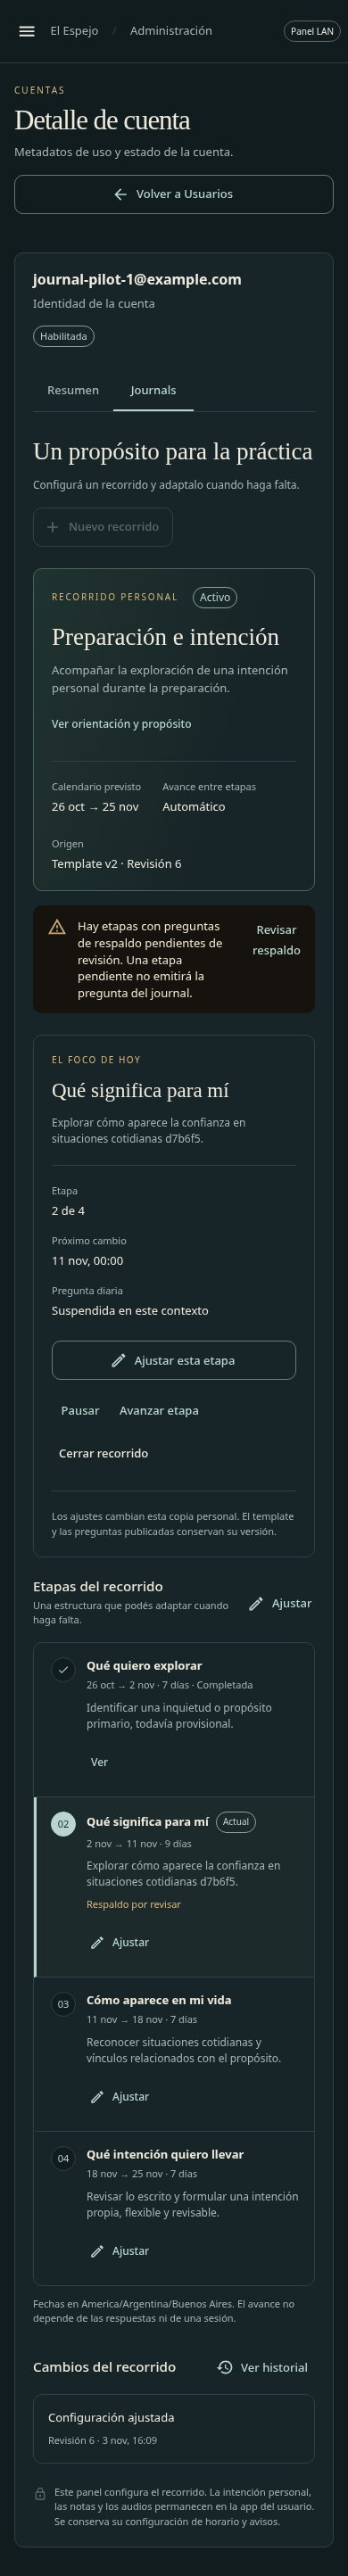 El Espejo / Administración
Panel LAN
CUENTAS
Detalle de cuenta
Metadatos de uso y estado de la cuenta.
Volver a Usuarios
journal-pilot-1@example.com
Identidad de la cuenta
Habilitada
Resumen Journals
Un propósito para la práctica
Configurá un recorrido y adaptalo cuando haga falta.
Nuevo recorrido
RECORRIDO PERSONAL Activo
Preparación e intención
Acompañar la exploración de una intención
personal durante la preparación.
Ver orientación y propósito
Calendario previsto Avance entre etapas
26 oct → 25 nov Automático
Origen
Template v2 · Revisión 6
Hay etapas con preguntas
de respaldo pendientes de
revisión. Una etapa
pendiente no emitirá la
pregunta del journal.
Revisar
respaldo
EL FOCO DE HOY
Qué significa para mí
Explorar cómo aparece la confianza en
situaciones cotidianas d7b6f5.
Etapa
2 de 4
Próximo cambio
11 nov, 00:00
Pregunta diaria
Suspendida en este contexto
Ajustar esta etapa
Pausar Avanzar etapa
Cerrar recorrido
Los ajustes cambian esta copia personal. El template
y las preguntas publicadas conservan su versión.
Etapas del recorrido
Una estructura que podés adaptar cuando
haga falta.
Ajustar
Qué quiero explorar
26 oct → 2 nov · 7 días · Completada
Identificar una inquietud o propósito
primario, todavía provisional.
Ver
02 Qué significa para mí Actual
2 nov → 11 nov · 9 días
Explorar cómo aparece la confianza en
situaciones cotidianas d7b6f5.
Respaldo por revisar
Ajustar
03 Cómo aparece en mi vida
11 nov → 18 nov · 7 días
Reconocer situaciones cotidianas y
vínculos relacionados con el propósito.
Ajustar
04 Qué intención quiero llevar
18 nov → 25 nov · 7 días
Revisar lo escrito y formular una intención
propia, flexible y revisable.
Ajustar
Fechas en America/Argentina/Buenos Aires. El avance no
depende de las respuestas ni de una sesión.
Cambios del recorrido Ver historial
Configuración ajustada
Revisión 6 · 3 nov, 16:09
Este panel configura el recorrido. La intención personal,
las notas y los audios permanecen en la app del usuario.
Se conserva su configuración de horario y avisos.